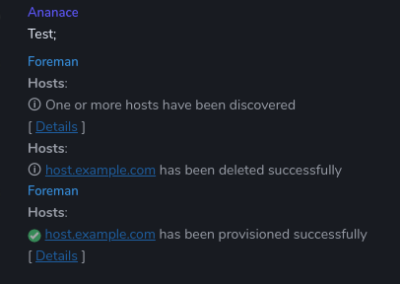 Ananace
Test;
Foreman
Hosts:
ⓘ One or more hosts have been discovered
[ Details ]
Hosts:
ⓘ host.example.com has been deleted successfully
Foreman
Hosts:
✅ host.example.com has been provisioned successfully
[ Details ]